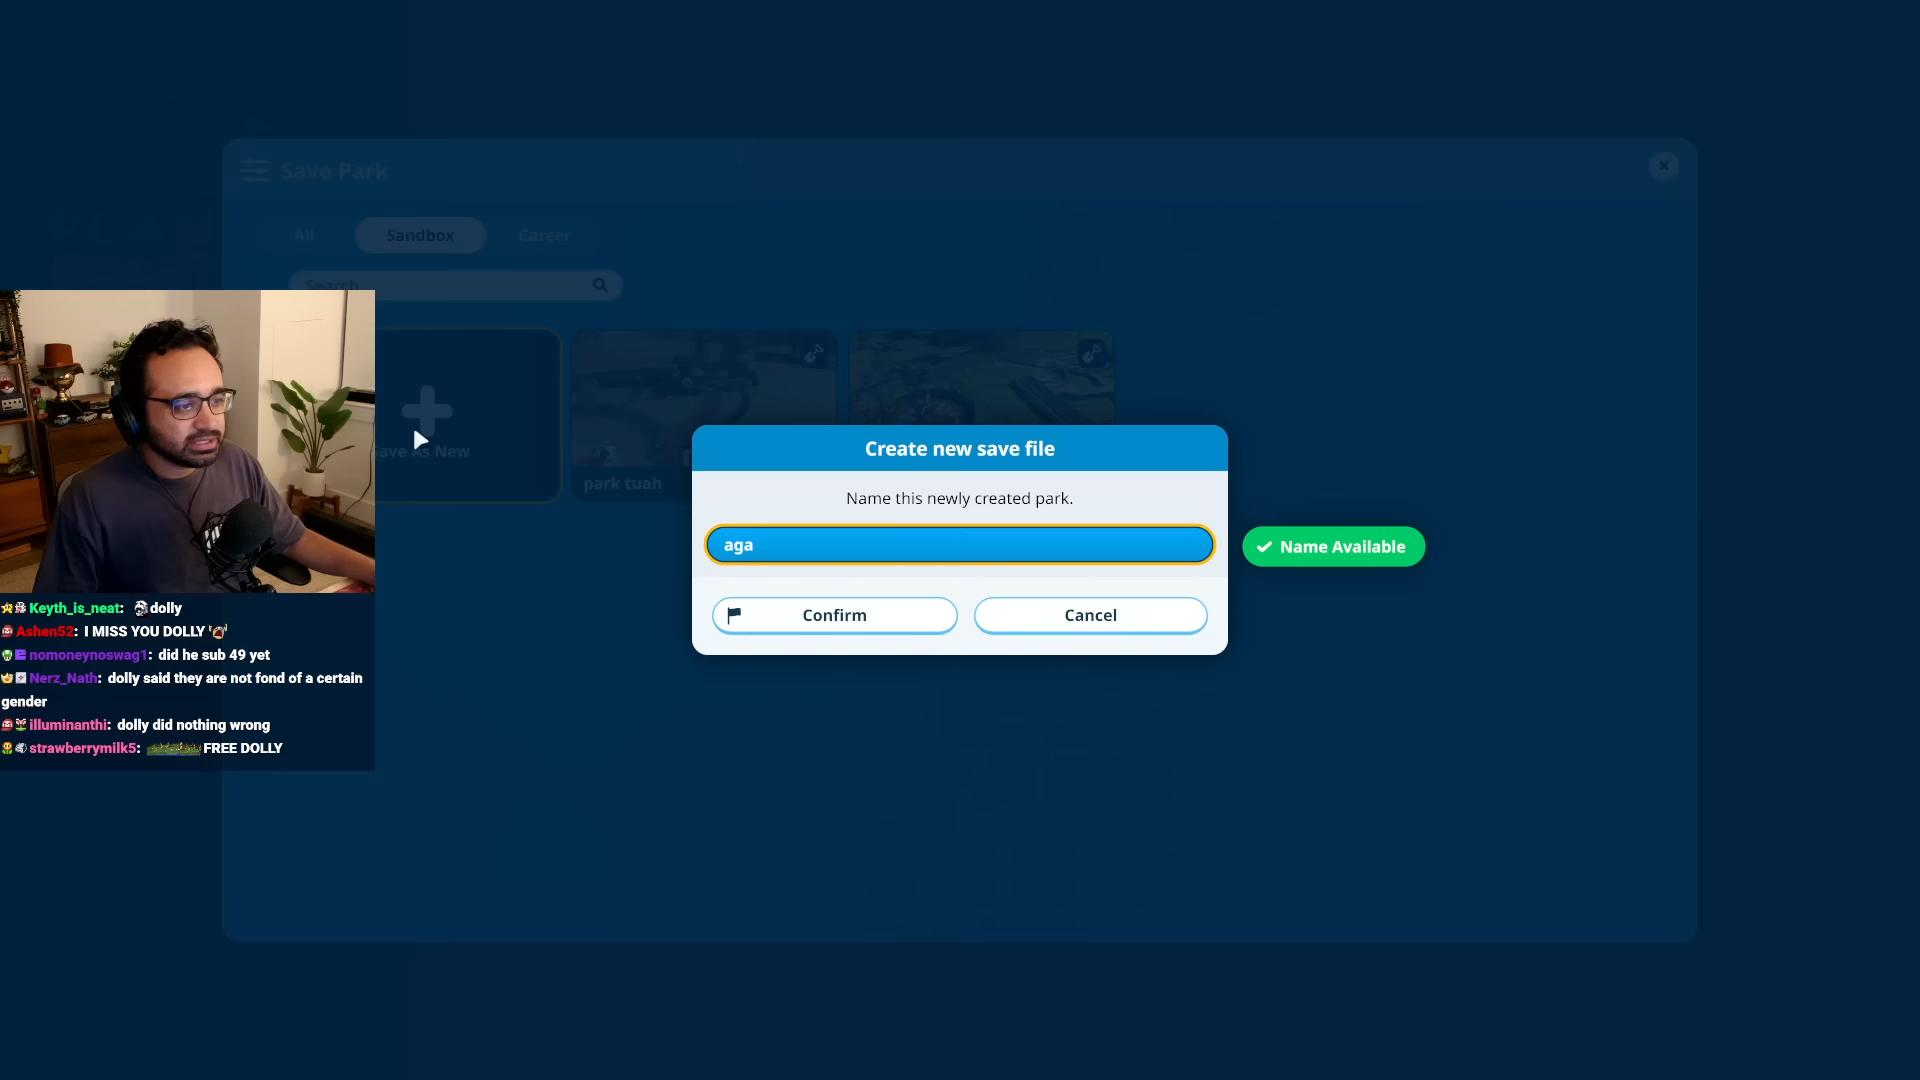 Save Park
All
Sandbox
Career
Search
Save As New
park tuah
Create new save file
Name this newly created park.
aga
Name Available
Confirm
Cancel
Keyth_is_neat: dolly
Ashen52: I MISS YOU DOLLY
nomoneynoswag1: did he sub 49 yet
Nerz_Nath: dolly said they are not fond of a certain
gender
illuminanthi: dolly did nothing wrong
strawberrymilk5: FREE DOLLY